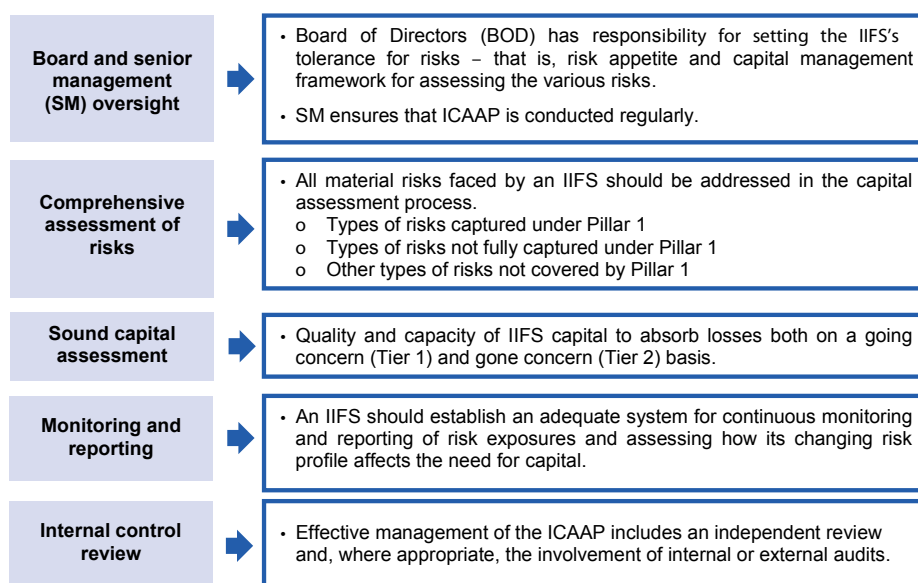 Board and senior
management
(SM) oversight
• Board of Directors (BOD) has responsibility for setting the IIFS's
tolerance for risks – that is, risk appetite and capital management
framework for assessing the various risks.
• SM ensures that ICAAP is conducted regularly.
Comprehensive
assessment of
risks
• All material risks faced by an IIFS should be addressed in the capital
assessment process.
o Types of risks captured under Pillar 1
o Types of risks not fully captured under Pillar 1
o Other types of risks not covered by Pillar 1
Sound capital
assessment
• Quality and capacity of IIFS capital to absorb losses both on a going
concern (Tier 1) and gone concern (Tier 2) basis.
Monitoring and
reporting
• An IIFS should establish an adequate system for continuous monitoring
and reporting of risk exposures and assessing how its changing risk
profile affects the need for capital.
Internal control
review
• Effective management of the ICAAP includes an independent review
and, where appropriate, the involvement of internal or external audits.